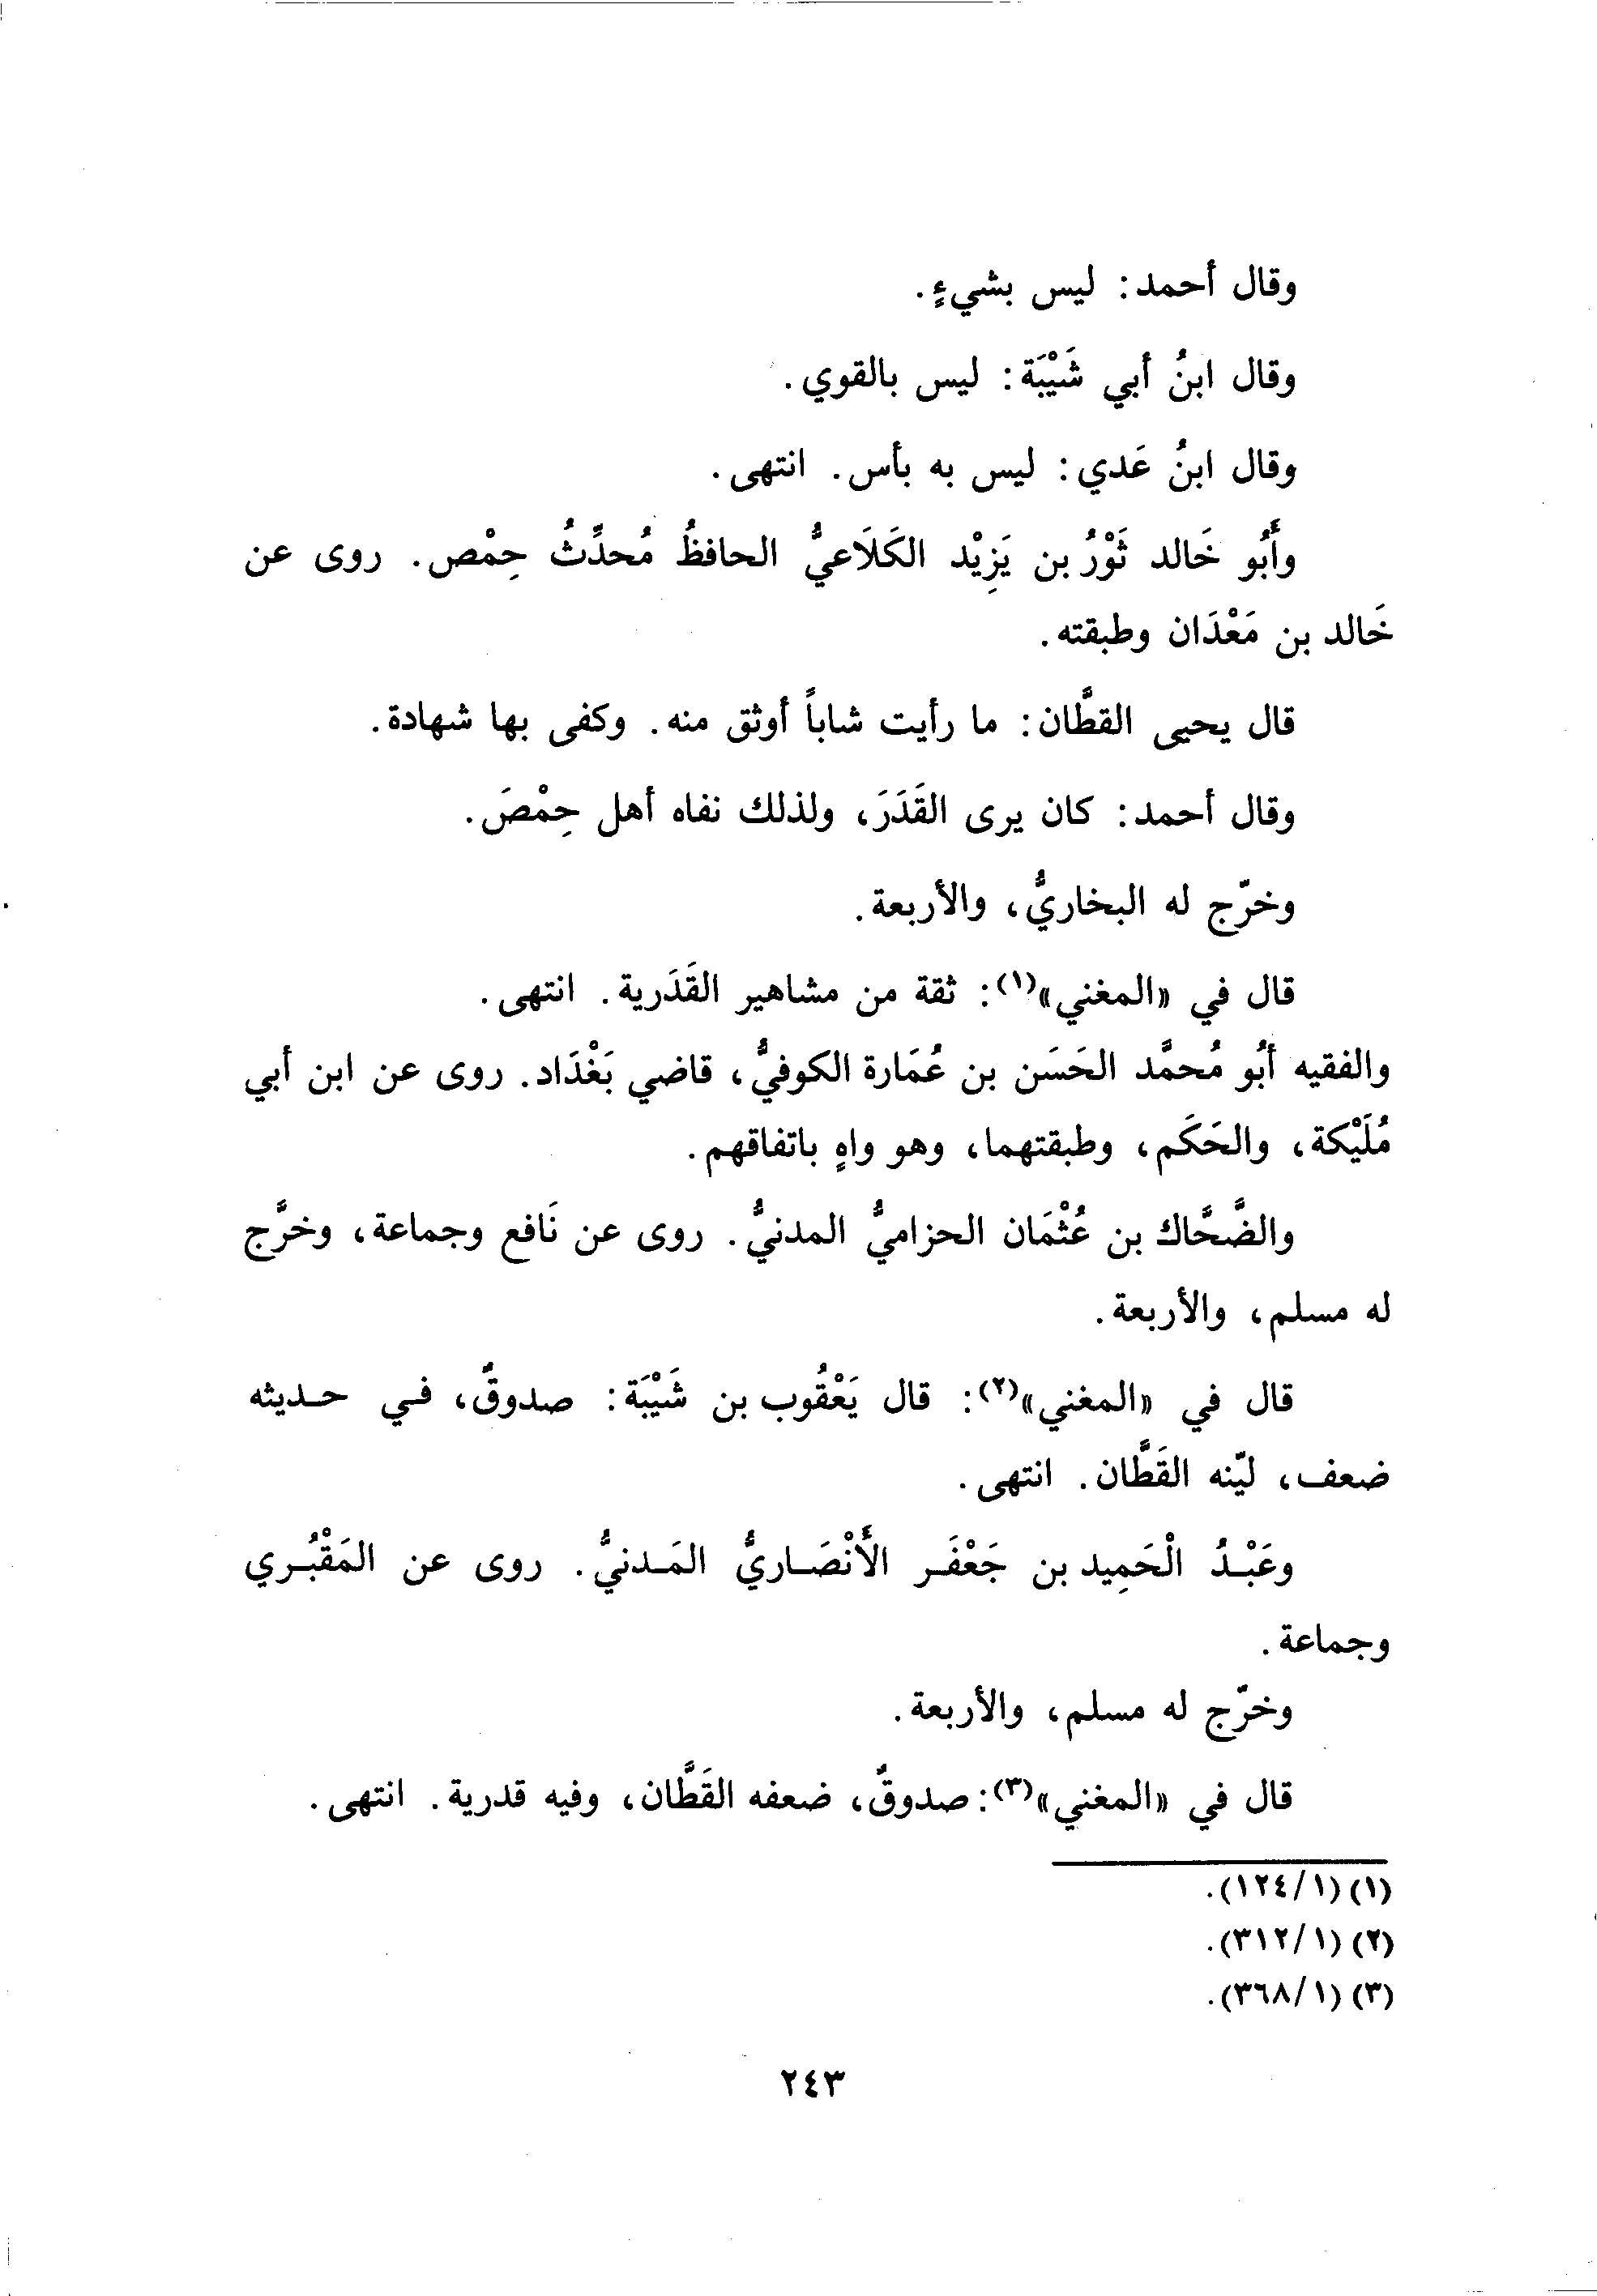 وقال أحمد: ليس بشيءٍ.
وقال ابنُ أبي شَيْبَة: ليس بالقوي.
وقال ابنُ عَدي: ليس به بأس. انتهى.
وأَبُو خَالد ثَوْرُ بن يَزِيْد الكَلَاعيُّ الحافظُ مُحدِّثُ حِمْص. روى عن
خَالد بن مَعْدَان وطبقته.
قال يحيى القطَّان: ما رأيت شاباً أوثق منه. وكفى بها شهادة.
وقال أحمد: كان يرى القَدَرَ، ولذلك نفاه أهل حِمْصَ.
وخرّج له البخاريُّ، والأربعة.
قال في «المغني»(١): ثقة من مشاهير القَدَرية. انتهى.
والفقيه أبُو مُحمَّد الحَسَن بن عُمَارة الكوفيُّ، قاضي بَغْدَاد. روى عن ابن أبي
مُلَيْكة، والحَكَم، وطبقتهما، وهو واهٍ باتفاقهم.
والضَّحَّاك بن عُثْمَان الحزاميُّ المدنيُّ. روى عن نَافع وجماعة، وخرَّج
له مسلم، والأربعة.
قال في «المغني»(٢): قال يَعْقُوب بن شَيْبَة: صدوقٌ، في حديثه
ضعف، ليّنه القَطَّان. انتهى.
وعَبْدُ الْحَمِيد بن جَعْفَر الأَنْصَاريُّ المَدنيُّ. روى عن المَقْبُري
وجماعة.
وخرّج له مسلم، والأربعة.
قال في «المغني»(٣): صدوقٌ، ضعفه القَطَّان، وفيه قدرية. انتهى.
(١) (١/١٢٤).
(٢) (١/٣١٢).
(٣) (١/٣٦٨).
٢٤٣